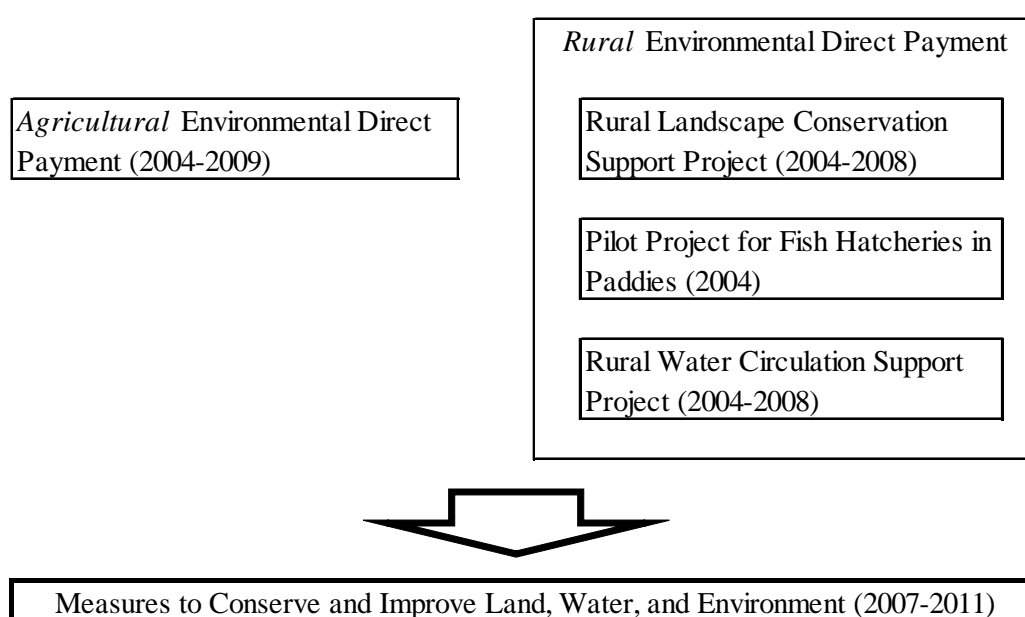 Rural Environmental Direct Payment
Agricultural Environmental Direct
Payment (2004-2009)
Rural Landscape Conservation
Support Project (2004-2008)
Pilot Project for Fish Hatcheries in
Paddies (2004)
Rural Water Circulation Support
Project (2004-2008)
Measures to Conserve and Improve Land, Water, and Environment (2007-2011)